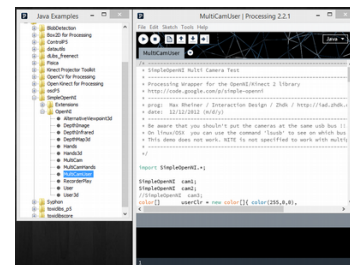 Java Examples
BlobDetection
Box2D for Processing
ControlP5
datautils
dLibs_freenect
Fisica
Kinect Projector Toolkit
OpenCV for Processing
OpenKinect for Processing
oscP5
SimpleOpenNI
Extensions
OpenNI
AlternativeViewpoint3d
DepthImage
DepthInfrared
DepthMap3d
Hands
Hands3d
MultiCam
MultiCamHands
MultiCamUser
RecorderPlay
User
User3d
Syphon
toxiclibs_p5
toxiclibscore
MultiCamUser | Processing 2.2.1
File Edit Sketch Tools Help
Java
MultiCamUser
/* ----------
* SimpleOpenNI Multi Camera Test
* ----------
* Processing Wrapper for the OpenNI/Kinect 2 library
* http://code.google.com/p/simple-openni
* ----------
* prog: Max Rheiner / Interaction Design / Zhdk / http://iad.zhdk.c
* date: 12/12/2012 (m/d/y)
* ----------
* Be aware that you shouldn't put the cameras at the same usb bus !!
* On linux/OSX you can use the command 'lsusb' to see on which bus
* This demo does not work. NITE is not specified to work with multip
* ----------
*/
import SimpleOpenNI.*;
SimpleOpenNI cam1;
SimpleOpenNI cam2;
//SimpleOpenNI cam3;
color[] userClr = new color[]{ color(255,0,0),
1